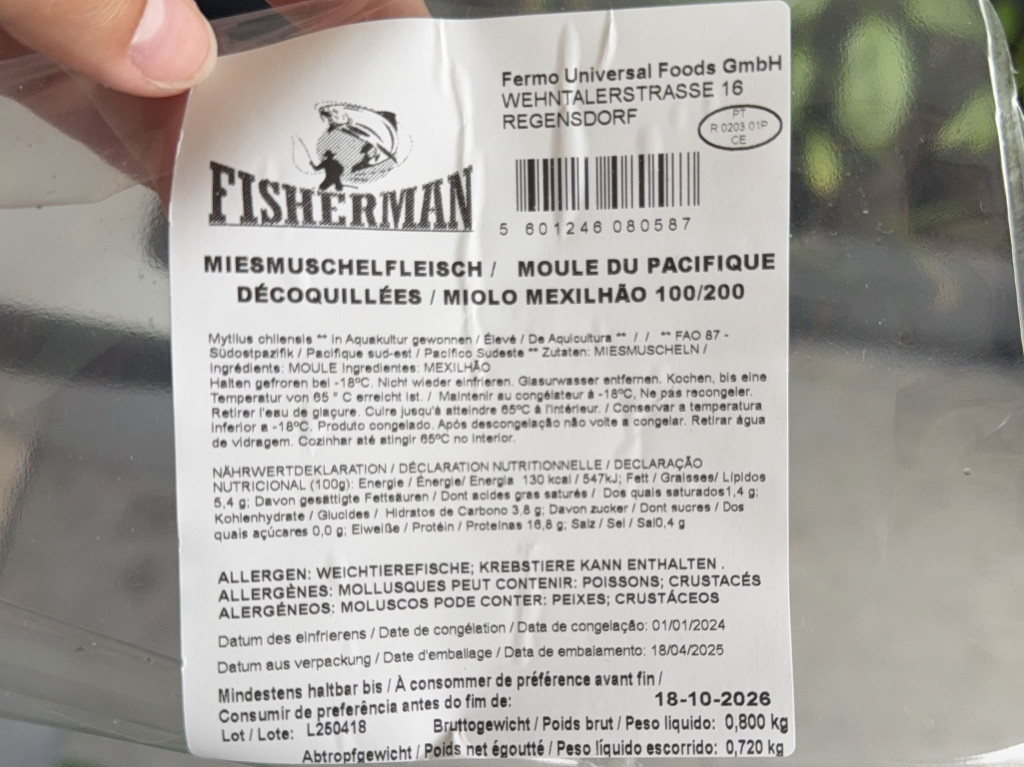 Fermo Universal Foods GmbH
WEHNTALERSTRASSE 16
REGENSDORF
PT
R 0203 01P
CE
FISHERMAN
5 601246 080587
MIESMUSCHELFLEISCH / MOULE DU PACIFIQUE
DÉCOQUILLÉES / MIOLO MEXILHÃO 100/200
Mytilus chilensis ** in Aquakultur gewonnen / Élevé / De Aquicultura ** / / ** FAO 87 -
Südostpazifik / Pacifique sud-est / Pacifico Sudeste ** Zutaten: MIESMUSCHELN /
Ingrédients: MOULE Ingredientes: MEXILHÃO
Halten gefroren bei -18ºC. Nicht wieder einfrieren. Glasurwasser entfernen. Kochen, bis eine
Temperatur von 65 ° C erreicht ist. / Maintenir au congélateur à -18ºC, Ne pas recongeler.
Retirer l'eau de glaçure. Cuire jusqu'à atteindre 65ºC à l'intérieur. / Conservar a temperatura
Inferior a -18ºC. Produto congelado. Após descongelação não volte a congelar. Retirar água
de vidragem. Cozinhar até atingir 65ºC no interior.
NÄHRWERTDEKLARATION / DÉCLARATION NUTRITIONNELLE / DECLARAÇÃO
NUTRICIONAL (100g): Energie / Énergie/ Energia 130 kcal / 547kJ; Fett / Graisses/ Lípidos
5,4 g; Davon gesättigte Fettsäuren / Dont acides gras saturés / Dos quais saturados1,4 g;
Kohlenhydrate / Glucides / Hidratos de Carbono 3,8 g; Davon zucker / Dont sucres / Dos
quais açúcares 0,0 g; Eiweiße / Protéin / Proteínas 16,8 g; Salz / Sel / Sal0,4 g
ALLERGEN: WEICHTIEREFISCHE; KREBSTIERE KANN ENTHALTEN .
ALLERGÈNES: MOLLUSQUES PEUT CONTENIR: POISSONS; CRUSTACÉS
ALERGÉNEOS: MOLUSCOS PODE CONTER: PEIXES; CRUSTÁCEOS
Datum des einfrierens / Date de congélation / Data de congelação: 01/01/2024
Datum aus verpackung / Date d'emballage / Data de embalamento: 18/04/2025
Mindestens haltbar bis / À consommer de préférence avant fin /
Consumir de preferência antes do fim de: 18-10-2026
Lot / Lote: L250418 Bruttogewicht / Poids brut / Peso liquido: 0,800 kg
Abtropfgewicht / Poids net égoutté / Peso líquido escorrido: 0,720 kg